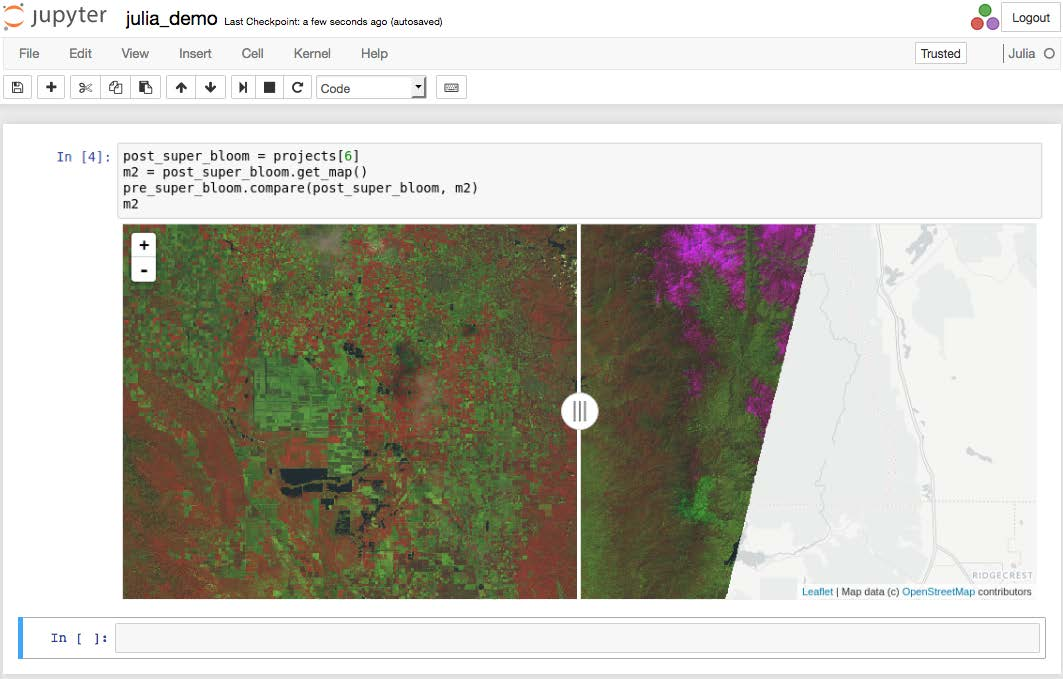 jupyter julia_demo Last Checkpoint: a few seconds ago (autosaved) Logout
File Edit View Insert Cell Kernel Help Trusted Julia
Code
In [4]: post_super_bloom = projects[6]
m2 = post_super_bloom.get_map()
pre_super_bloom.compare(post_super_bloom, m2)
m2
+
-
RIDGECREST
Leaflet | Map data (c) OpenStreetMap contributors
In [ ]: